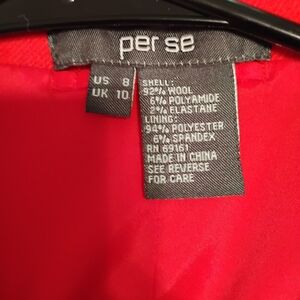 per se
US 8
UK 10
SHELL:
92% WOOL
6% POLYAMIDE
2% ELASTANE
LINING:
94% POLYESTER
6% SPANDEX
RN 69161
MADE IN CHINA
SEE REVERSE
FOR CARE